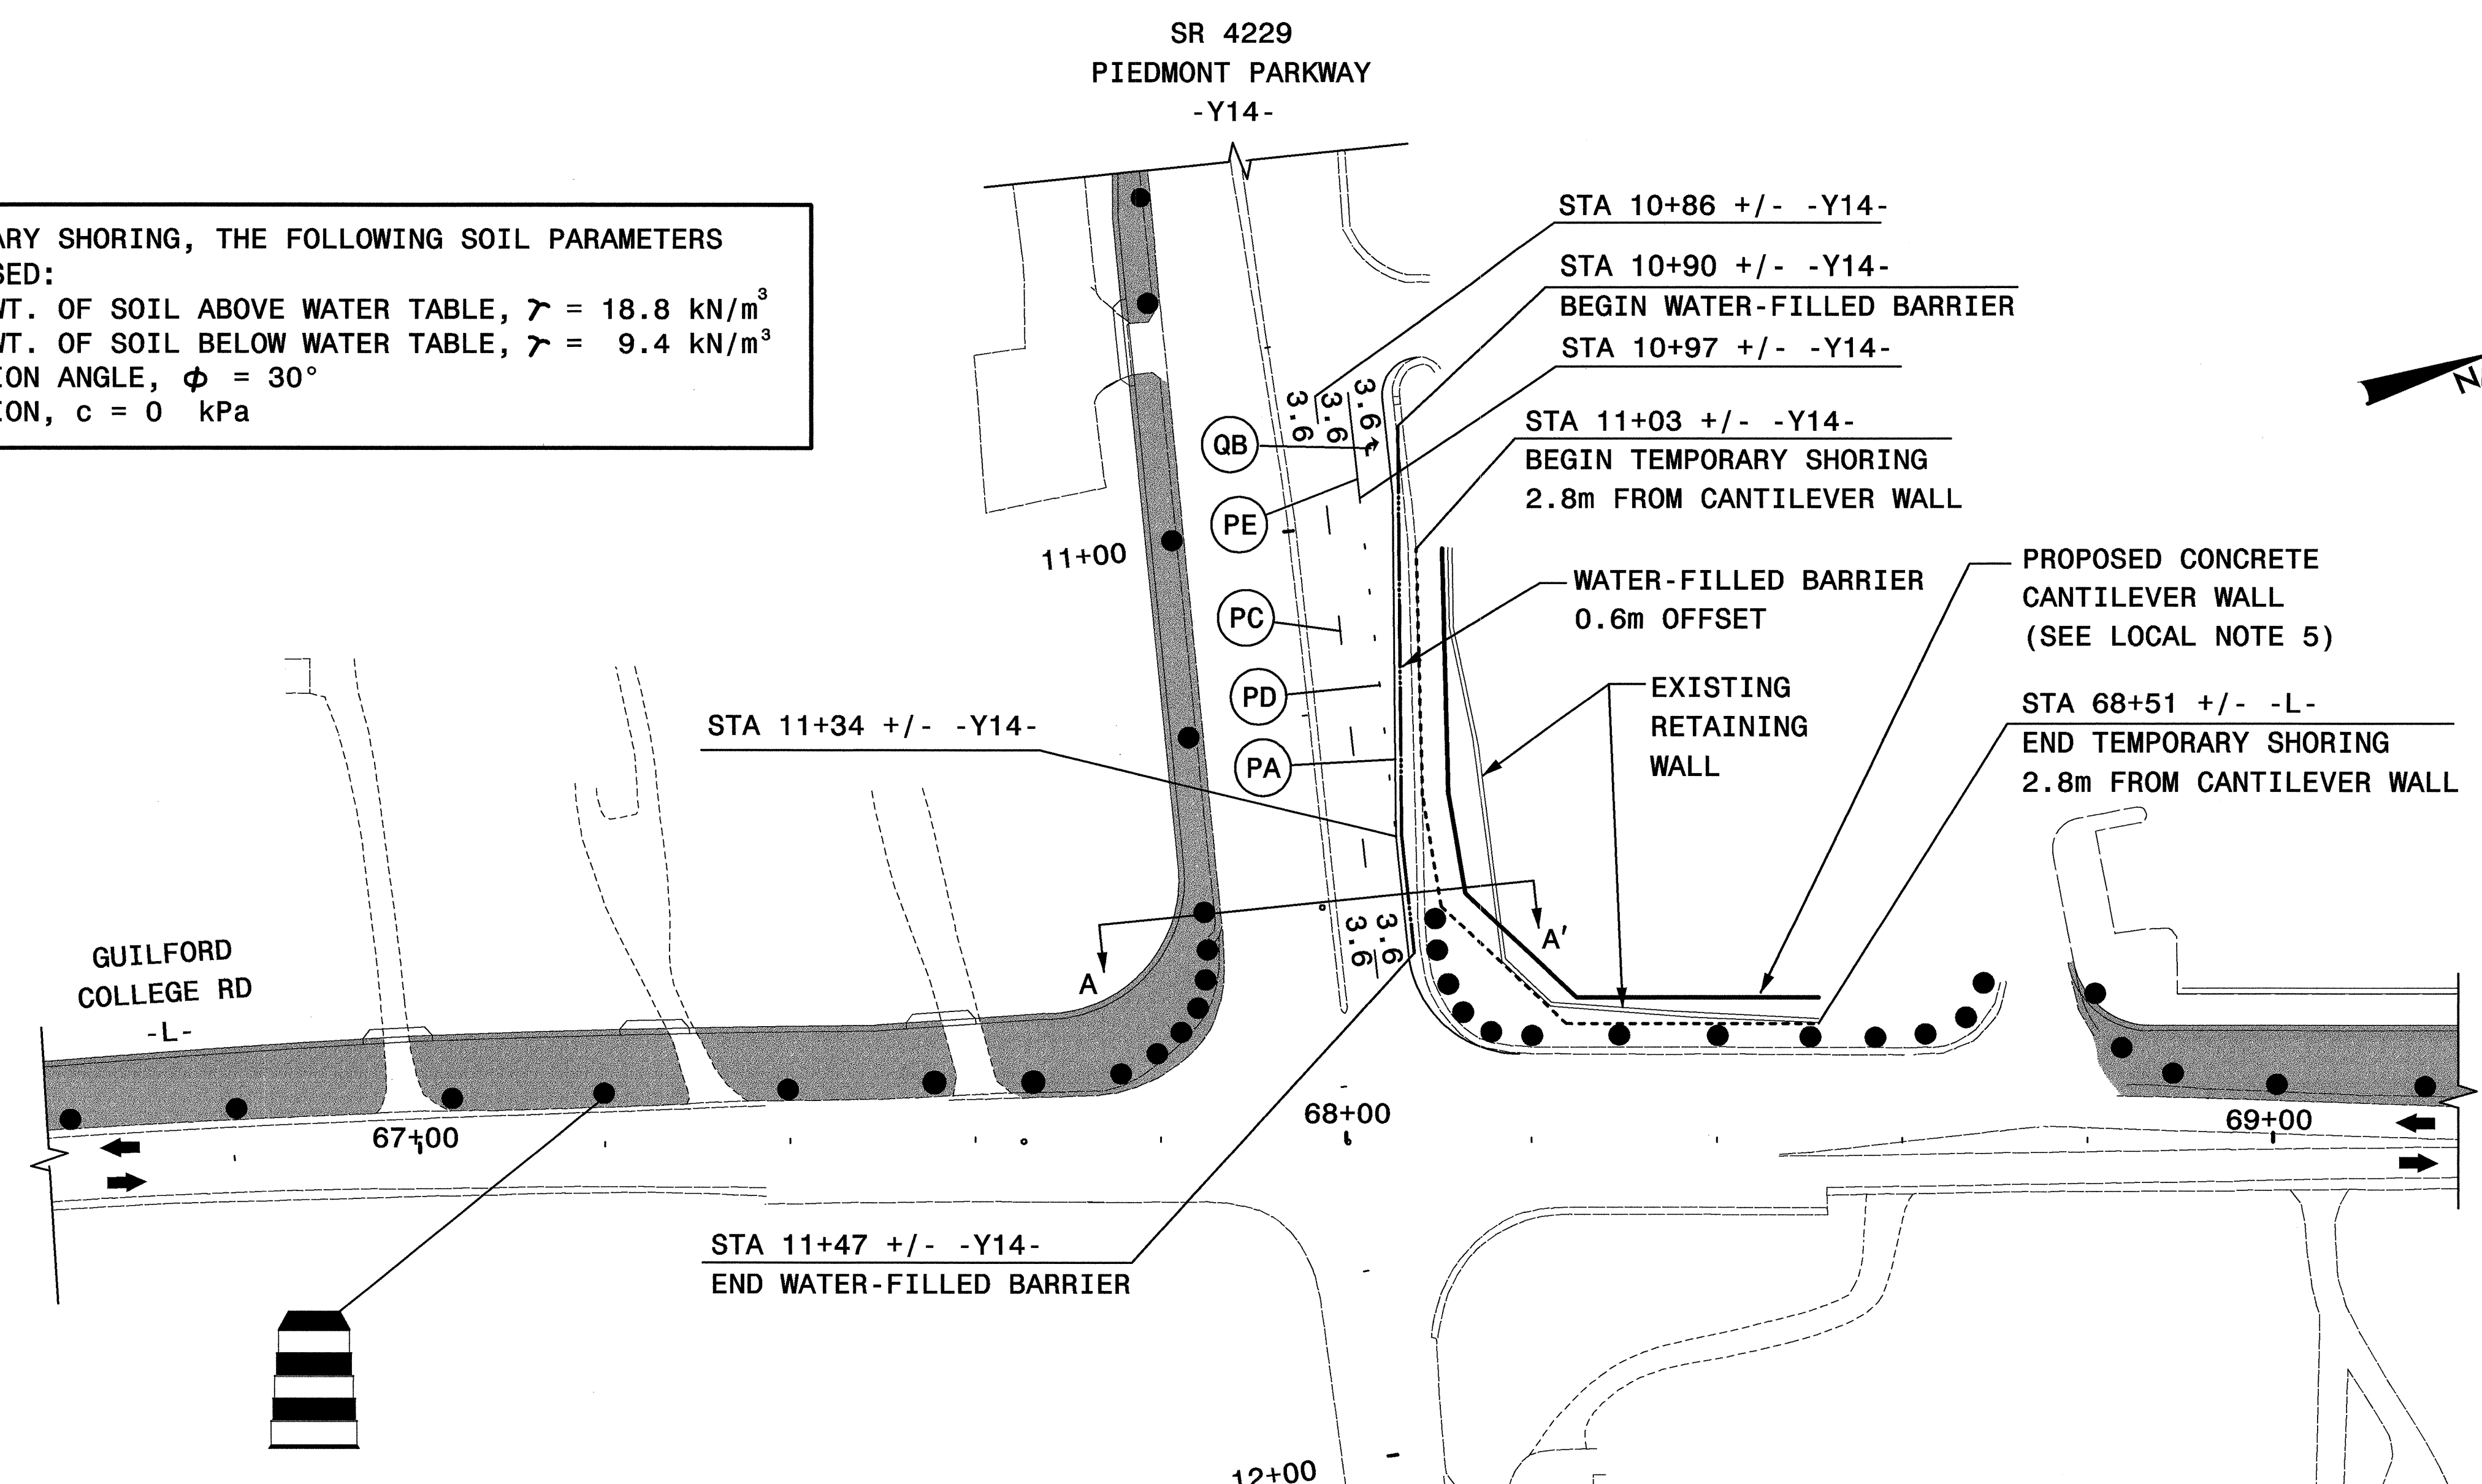 SR 4229
PIEDMONT PARKWAY
-Y14-
ARY SHORING, THE FOLLOWING SOIL PARAMETERS
SED:
WT. OF SOIL ABOVE WATER TABLE, γ = 18.8 kN/m³
WT. OF SOIL BELOW WATER TABLE, γ = 9.4 kN/m³
ION ANGLE, ϕ = 30°
ION, c = 0 kPa
STA 10+86 +/- -Y14-
STA 10+90 +/- -Y14-
BEGIN WATER-FILLED BARRIER
STA 10+97 +/- -Y14-
3.6
3.6
3.6
STA 11+03 +/- -Y14-
BEGIN TEMPORARY SHORING
2.8m FROM CANTILEVER WALL
QB
PE
PC
PD
PA
11+00
WATER-FILLED BARRIER
0.6m OFFSET
EXISTING
RETAINING
WALL
PROPOSED CONCRETE
CANTILEVER WALL
(SEE LOCAL NOTE 5)
STA 68+51 +/- -L-
END TEMPORARY SHORING
2.8m FROM CANTILEVER WALL
STA 11+34 +/- -Y14-
3.6
3.6
A
A'
GUILFORD
COLLEGE RD
-L-
67+00
68+00
69+00
STA 11+47 +/- -Y14-
END WATER-FILLED BARRIER
12+00